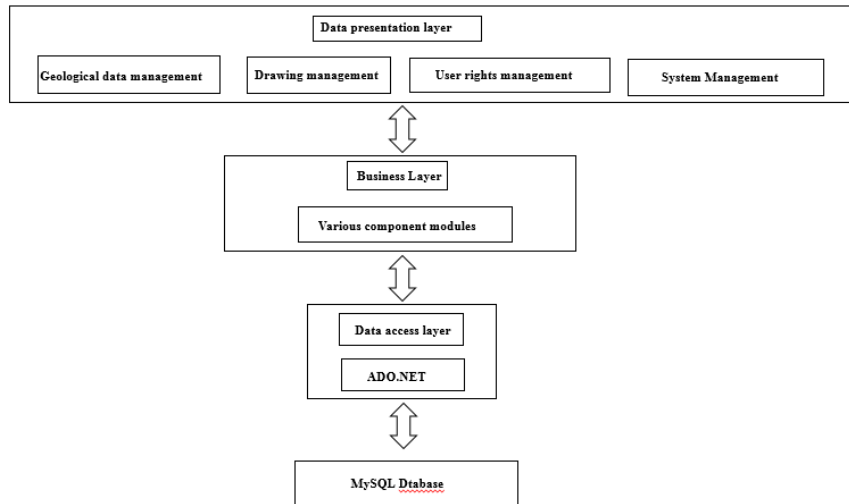 Data presentation layer
Geological data management
Drawing management
User rights management
System Management
Business Layer
Various component modules
Data access layer
ADO.NET
MySQL Dtabase